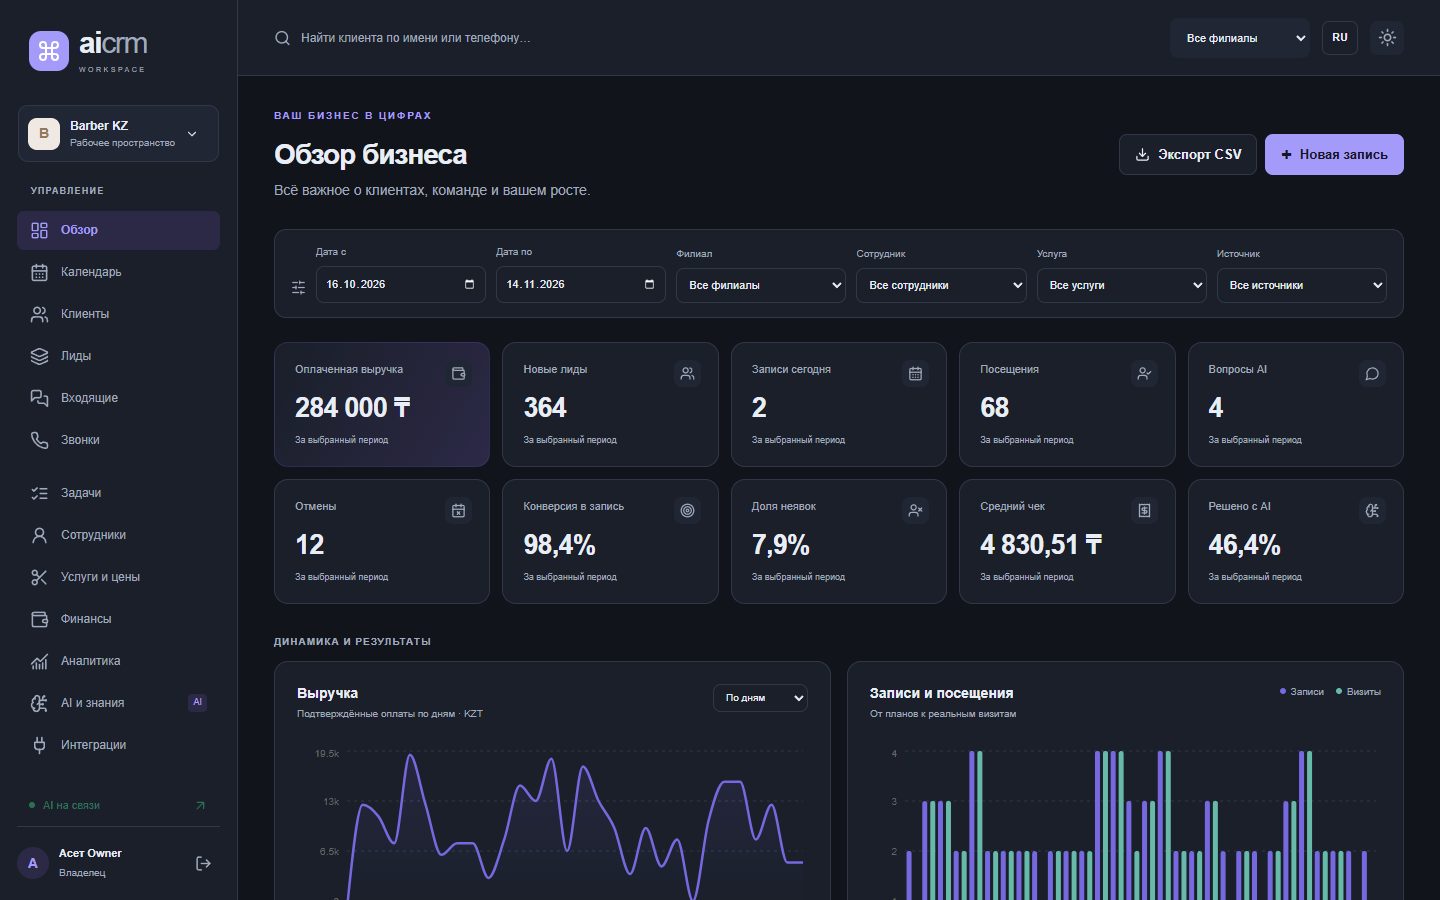 aicrm
WORKSPACE
Найти клиента по имени или телефону...
Все филиалы
RU
B
Barber KZ
Рабочее пространство
УПРАВЛЕНИЕ
Обзор
Календарь
Клиенты
Лиды
Входящие
Звонки
Задачи
Сотрудники
Услуги и цены
Финансы
Аналитика
AI и знания
AI
Интеграции
AI на связи
A
Асет Owner
Владелец
ВАШ БИЗНЕС В ЦИФРАХ
Обзор бизнеса
Всё важное о клиентах, команде и вашем росте.
Экспорт CSV
+ Новая запись
Дата с
Дата по
Филиал
Сотрудник
Услуга
Источник
16.10.2026
14.11.2026
Все филиалы
Все сотрудники
Все услуги
Все источники
Оплаченная выручка
284 000 ₸
За выбранный период
Новые лиды
364
За выбранный период
Записи сегодня
2
За выбранный период
Посещения
68
За выбранный период
Вопросы AI
4
За выбранный период
Отмены
12
За выбранный период
Конверсия в запись
98,4%
За выбранный период
Доля неявок
7,9%
За выбранный период
Средний чек
4 830,51 ₸
За выбранный период
Решено с AI
46,4%
За выбранный период
ДИНАМИКА И РЕЗУЛЬТАТЫ
Выручка
Подтверждённые оплаты по дням · KZT
По дням
19.5k
13k
6.5k
Записи и посещения
От планов к реальным визитам
Записи
Визиты
4
3
2